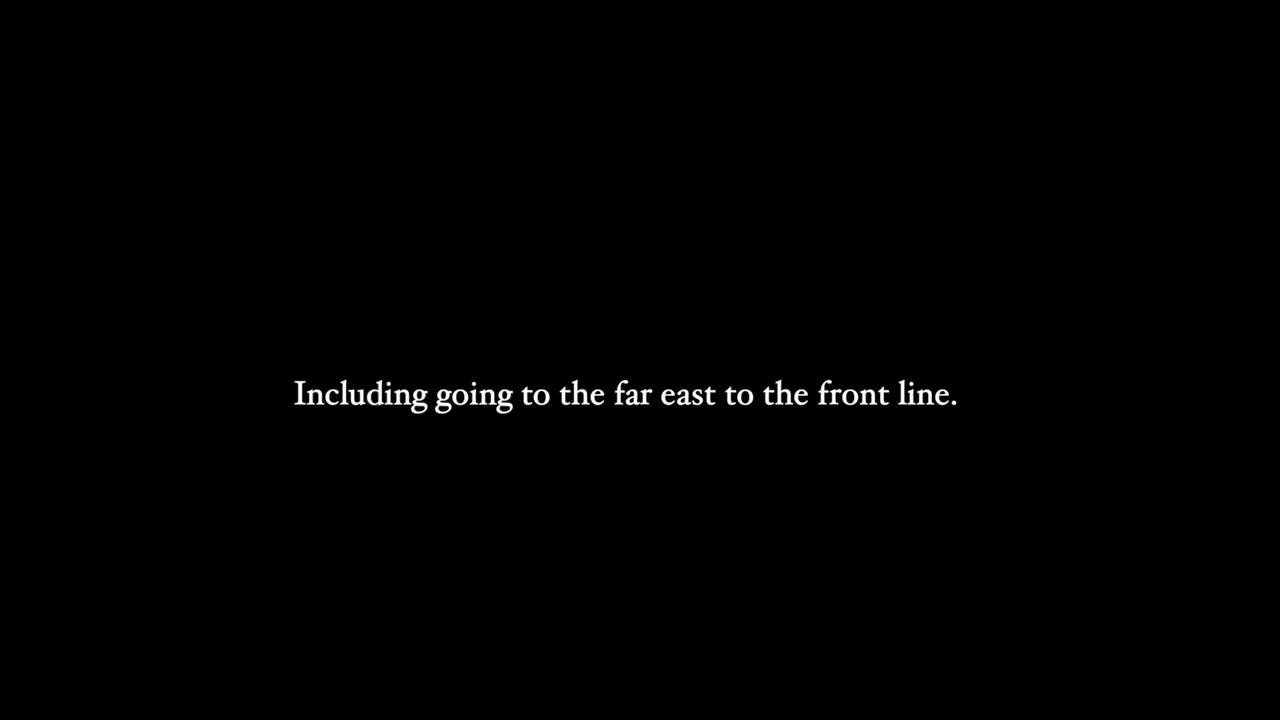 Including going to the far east to the front line.